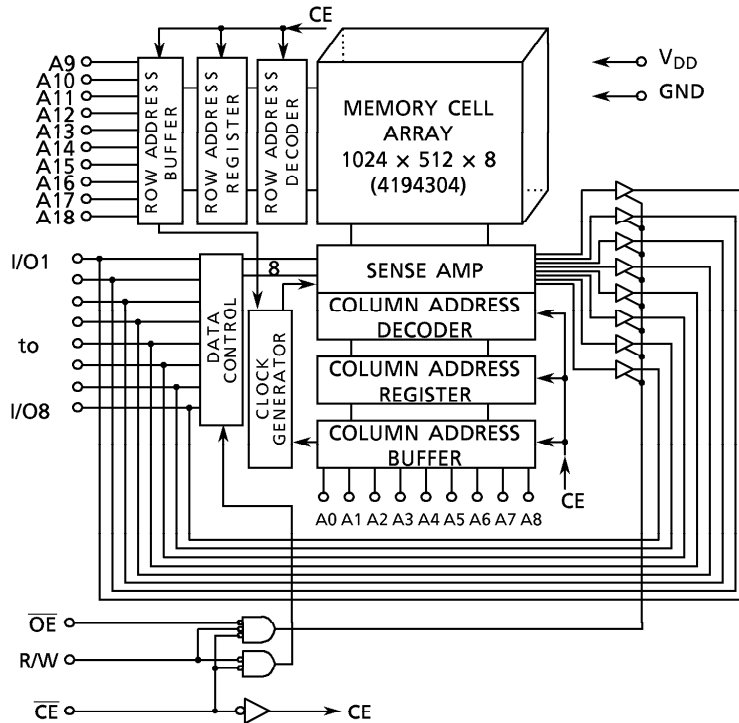 CE
A9
A10
A11
A12
A13
A14
A15
A16
A17
A18
ROW ADDRESS
BUFFER
ROW ADDRESS
REGISTER
ROW ADDRESS
DECODER
MEMORY CELL
ARRAY
1024 × 512 × 8
(4194304)
VDD
GND
I/O1
to
I/O8
DATA
CONTROL
8
CLOCK
GENERATOR
SENSE AMP
COLUMN ADDRESS
DECODER
COLUMN ADDRESS
REGISTER
COLUMN ADDRESS
BUFFER
A0 A1 A2 A3 A4 A5 A6 A7 A8
CE
O̅E̅
R/W
C̅E̅
CE